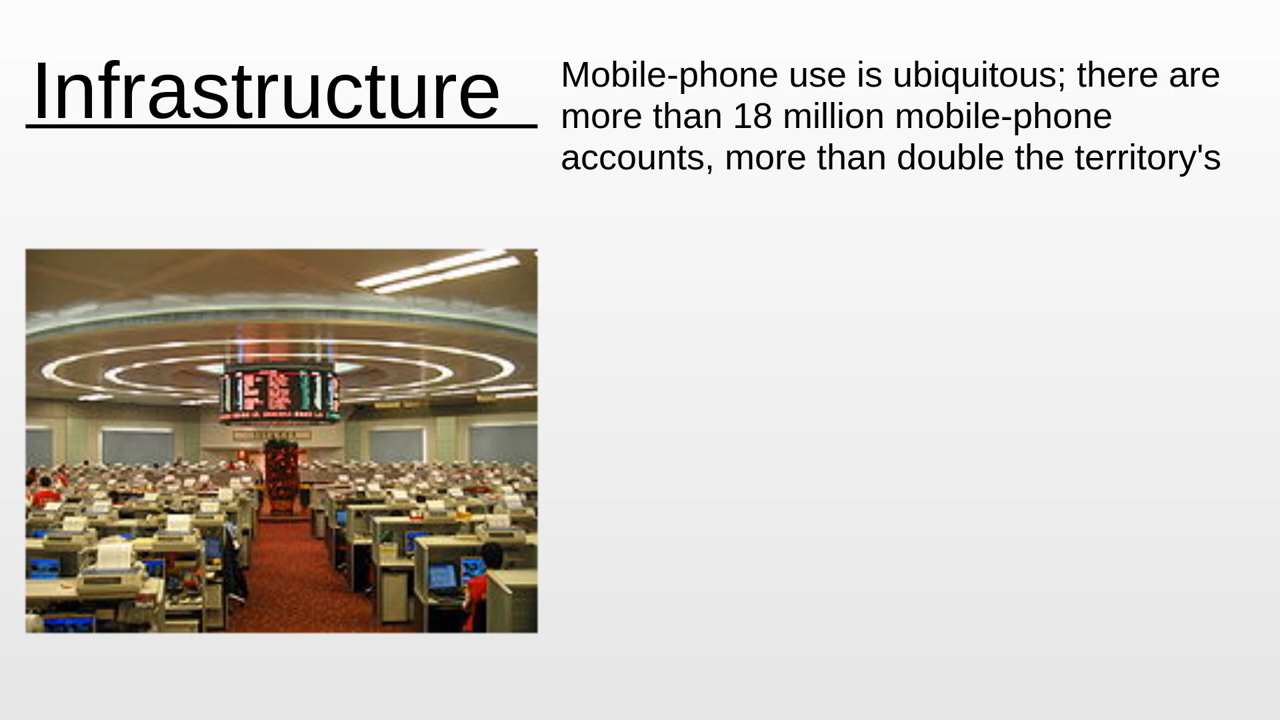 Infrastructure
Mobile-phone use is ubiquitous; there are
more than 18 million mobile-phone
accounts, more than double the territory's